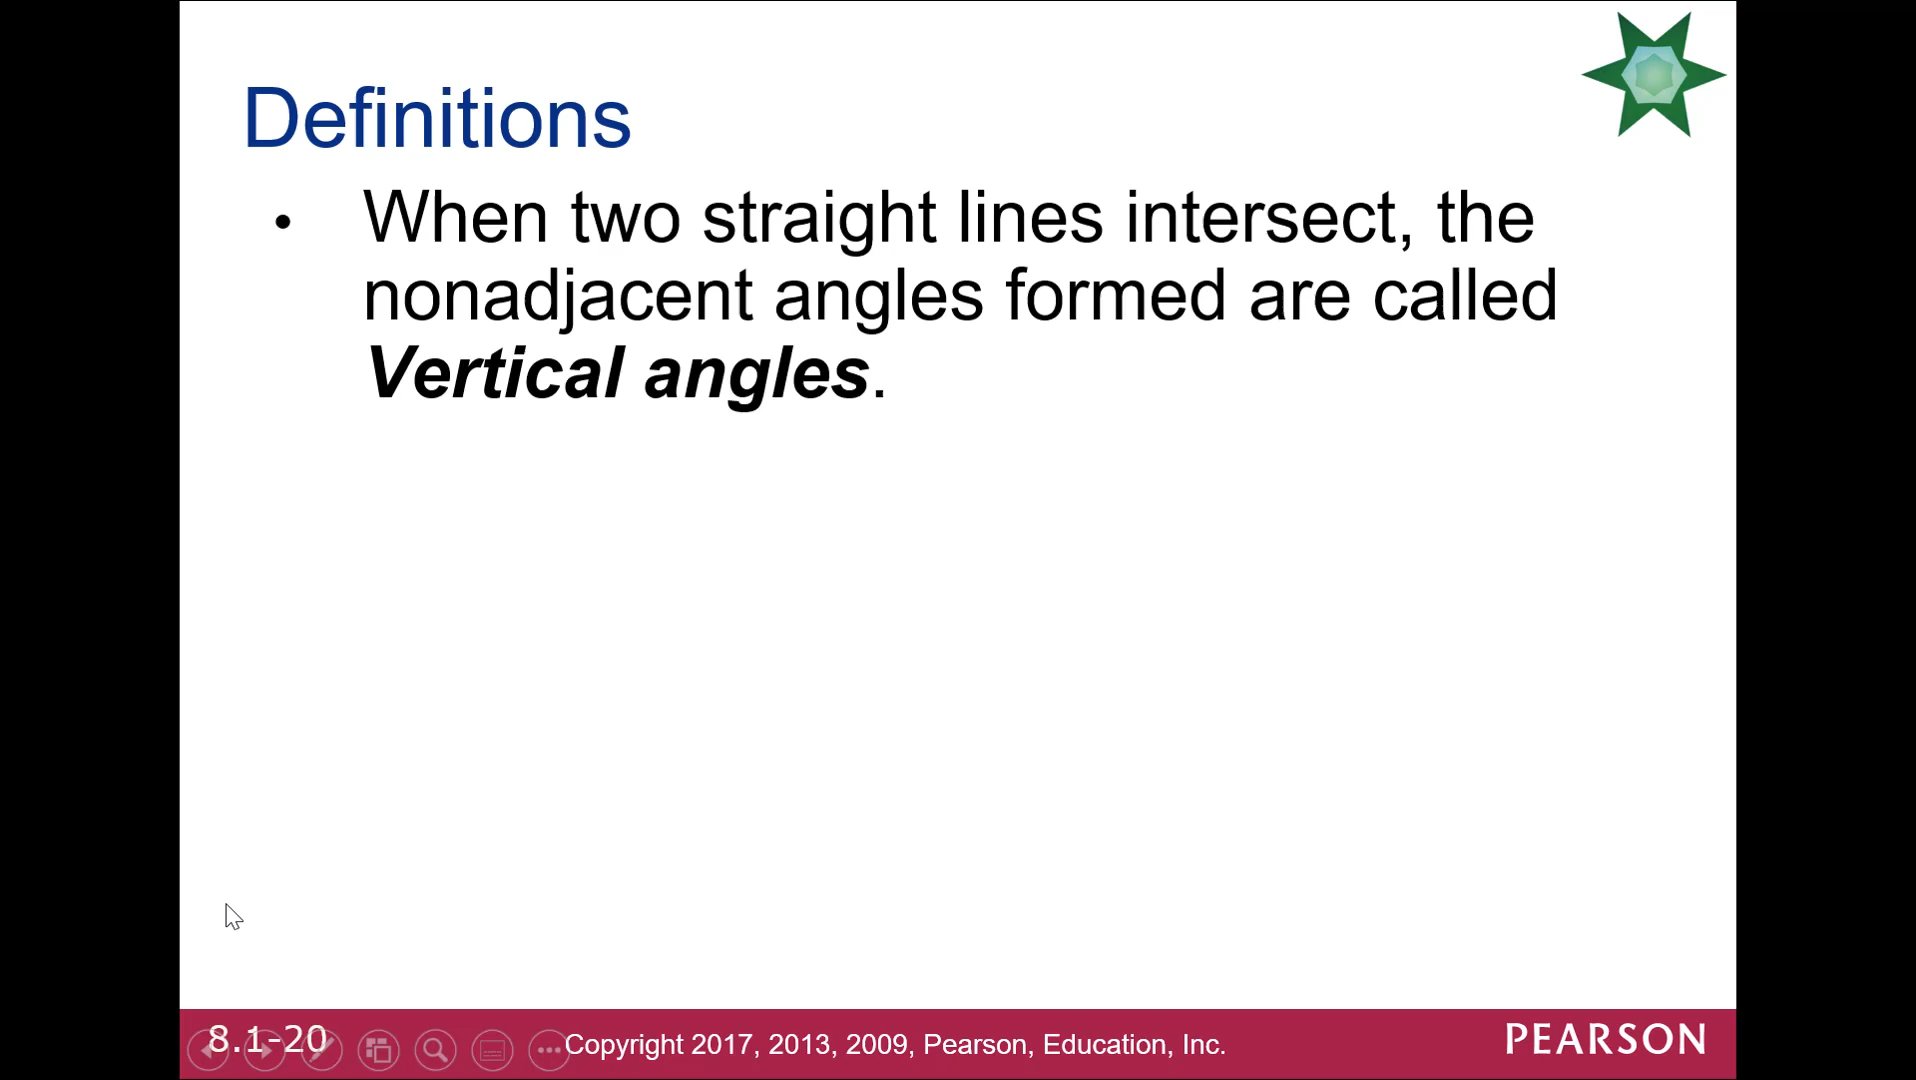 Definitions
• When two straight lines intersect, the
nonadjacent angles formed are called
Vertical angles.
8.1-20
Copyright 2017, 2013, 2009, Pearson, Education, Inc.
PEARSON